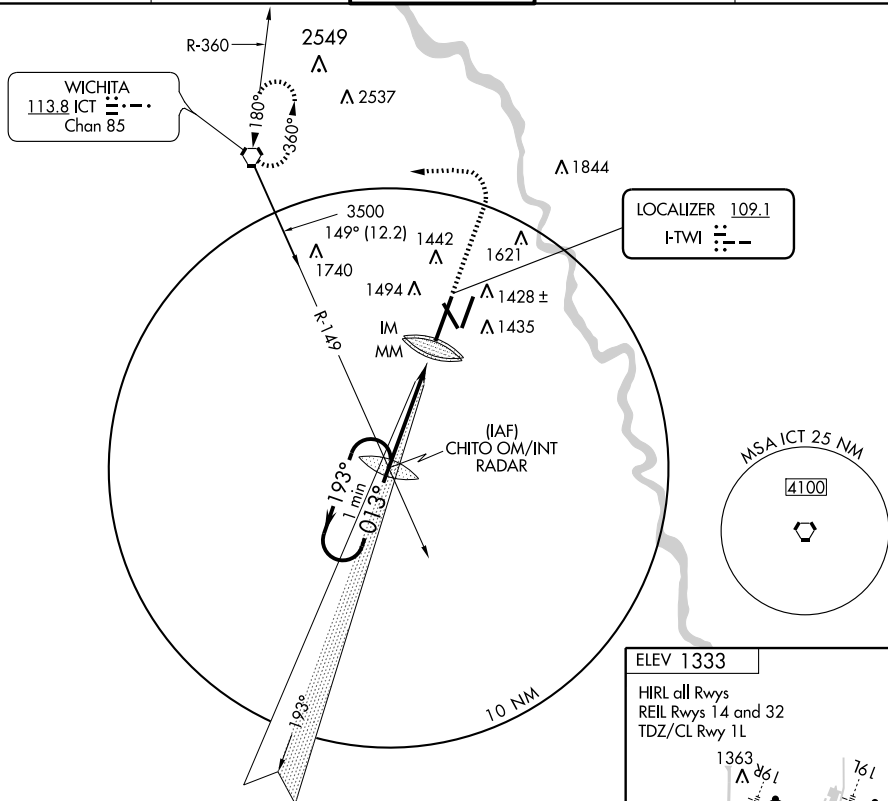 R-360
2549
2537
WICHITA
113.8 ICT
Chan 85
180°
360°
1844
3500
149° (12.2)
1442
1740
1621
LOCALIZER 109.1
I-TWI
1494
1428 ±
1435
IM
MM
R-149
(IAF)
CHITO OM/INT
RADAR
193°
1 min
013°
MSA ICT 25 NM
4100
193°
10 NM
ELEV 1333
HIRL all Rwys
REIL Rwys 14 and 32
TDZ/CL Rwy 1L
1363
19R
19L